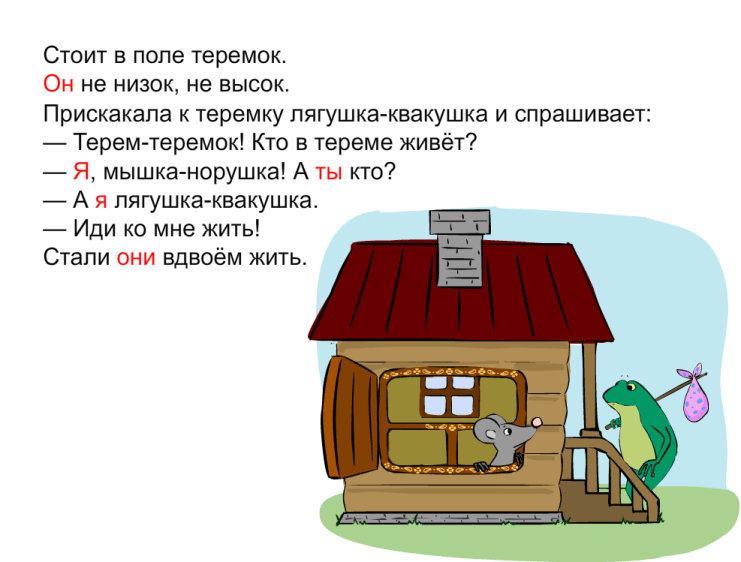 Стоит в поле теремок.
Он не низок, не высок.
Прискакала к теремку лягушка-квакушка и спрашивает:
— Терем-теремок! Кто в тереме живёт?
— Я, мышка-норушка! А ты кто?
— А я лягушка-квакушка.
— Иди ко мне жить!
Стали они вдвоём жить.